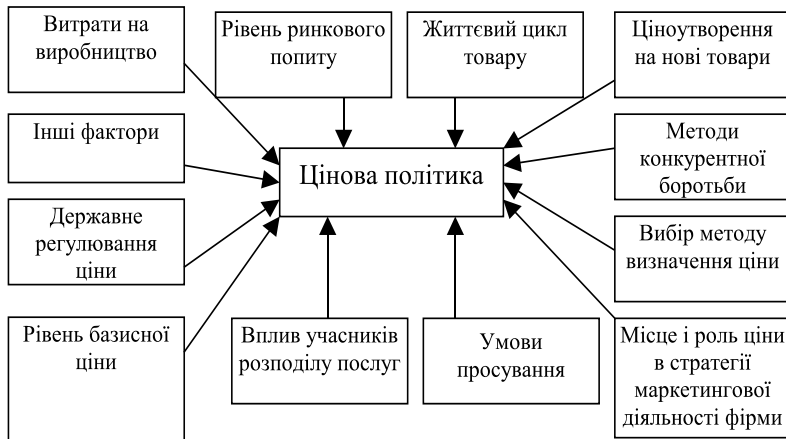 Витрати на
виробництво
Рівень ринкового
попиту
Життєвий цикл
товару
Ціноутворення
на нові товари
Інші фактори
Цінова політика
Методи
конкурентної
боротьби
Державне
регулювання
ціни
Вибір методу
визначення ціни
Рівень базисної
ціни
Вплив учасників
розподілу послуг
Умови
просування
Місце і роль ціни
в стратегії
маркетингової
діяльності фірми